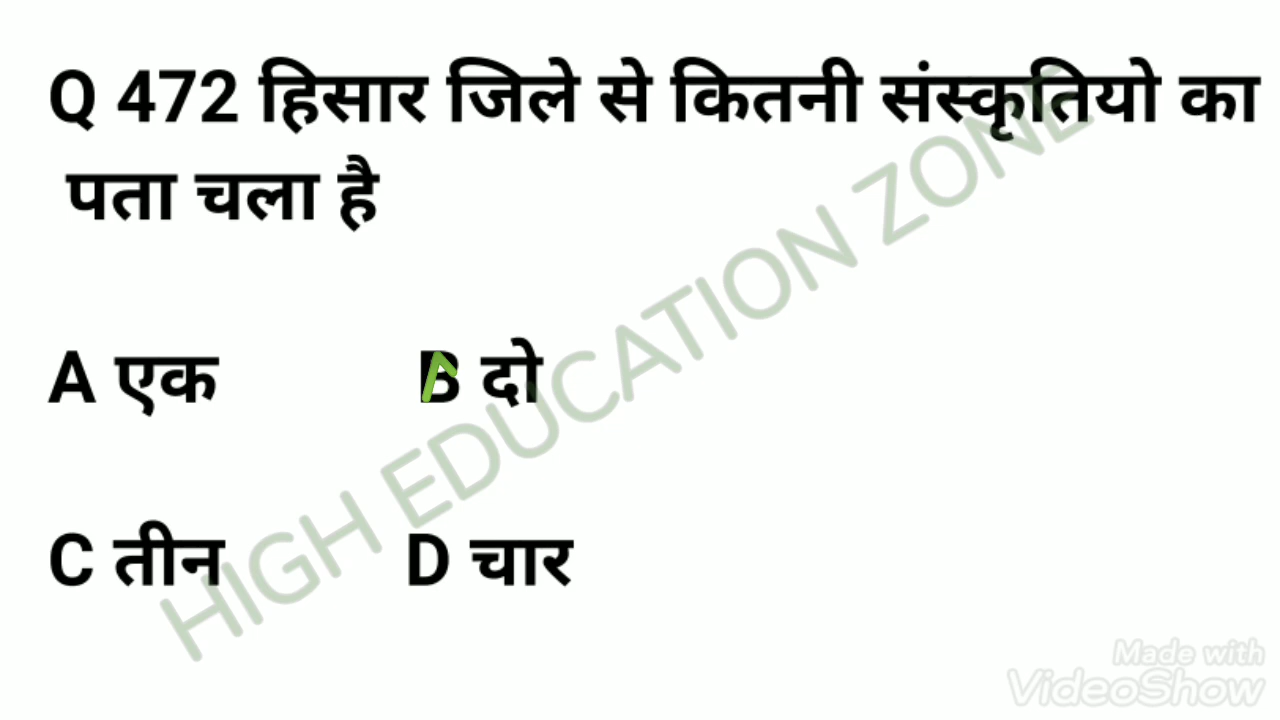 Q 472 हिसार जिले से कितनी संस्कृतियो का
पता चला है
A एक B दो
C तीन D चार
HIGH EDUCATION ZONE
Made with
VideoShow